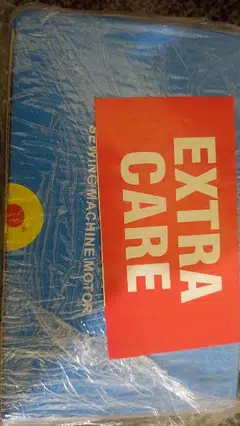 EXTRA
CARE
SEWING MACHINE MOTOR